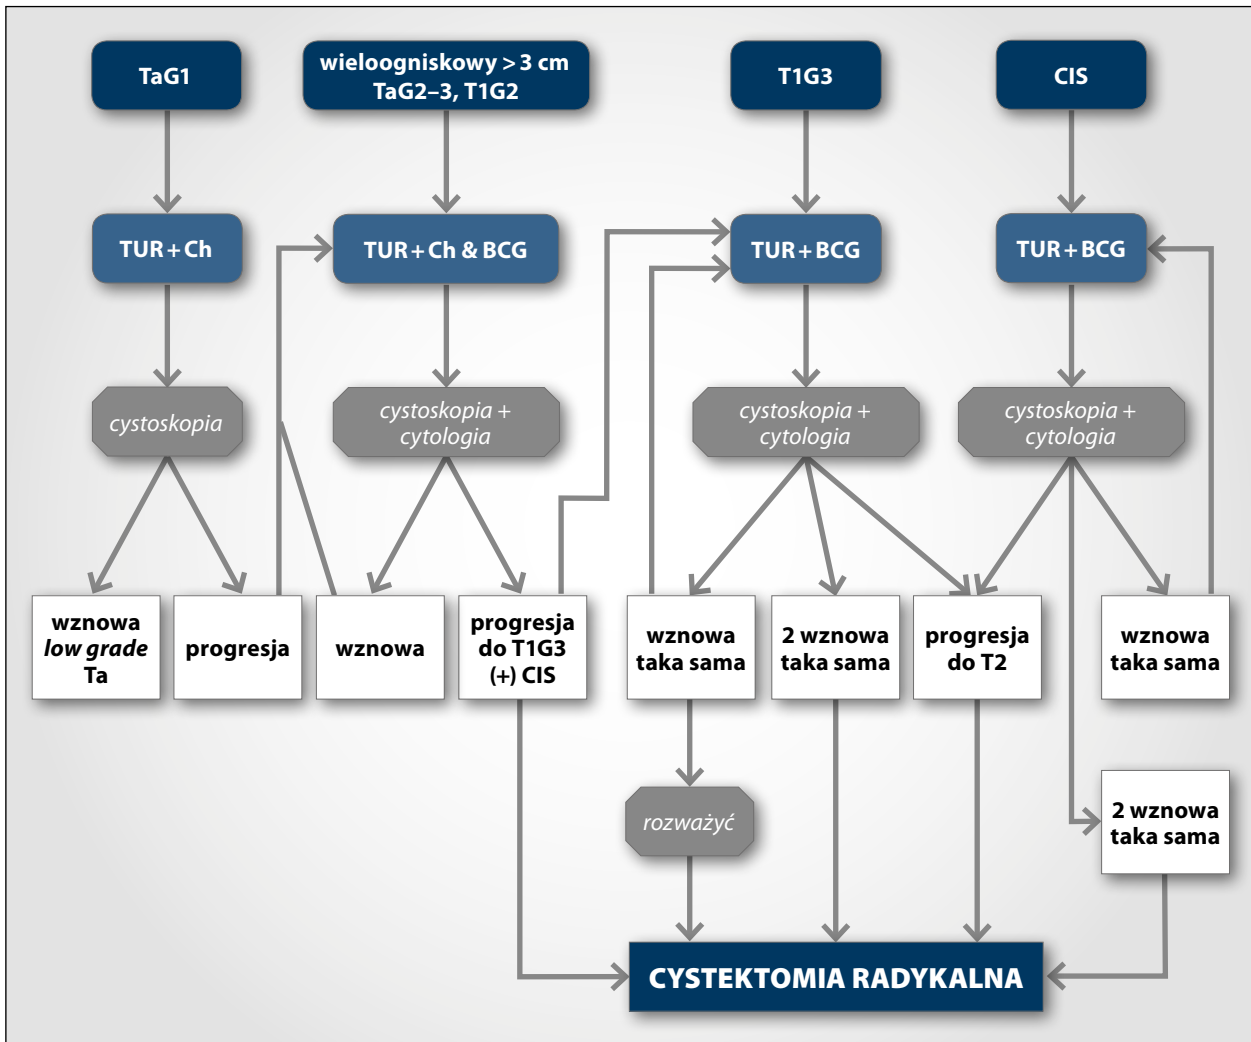 TaG1
wieloogniskowy > 3 cm
TaG2–3, T1G2
T1G3
CIS
TUR + Ch
TUR + Ch & BCG
TUR + BCG
TUR + BCG
cystoskopia
cystoskopia +
cytologia
cystoskopia +
cytologia
cystoskopia +
cytologia
wznowa
low grade
Ta
progresja
wznowa
progresja
do T1G3
(+) CIS
wznowa
taka sama
2 wznowa
taka sama
progresja
do T2
wznowa
taka sama
rozważyć
2 wznowa
taka sama
CYSTEKTOMIA RADYKALNA